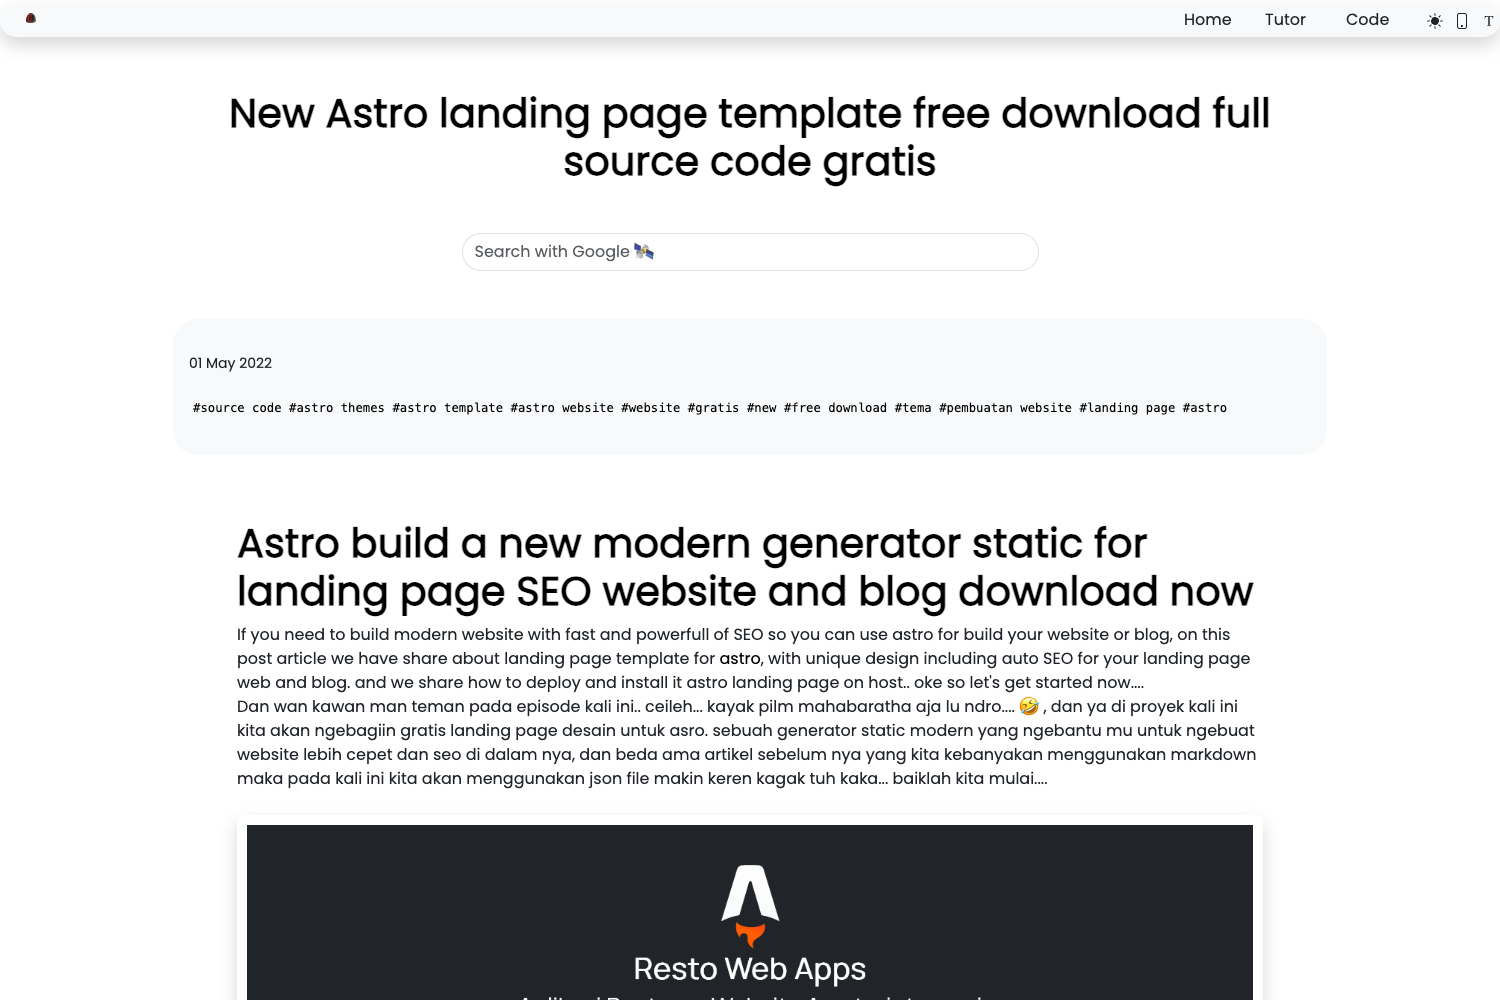 Home Tutor Code T
New Astro landing page template free download full
source code gratis
Search with Google 🛰️
01 May 2022
#source code #astro themes #astro template #astro website #website #gratis #new #free download #tema #pembuatan website #landing page #astro
Astro build a new modern generator static for
landing page SEO website and blog download now
If you need to build modern website with fast and powerfull of SEO so you can use astro for build your website or blog, on this
post article we have share about landing page template for astro, with unique design including auto SEO for your landing page
web and blog. and we share how to deploy and install it astro landing page on host.. oke so let's get started now....
Dan wan kawan man teman pada episode kali ini.. ceileh... kayak pilm mahabaratha aja lu ndro.... 🤣 , dan ya di proyek kali ini
kita akan ngebagiin gratis landing page desain untuk asro. sebuah generator static modern yang ngebantu mu untuk ngebuat
website lebih cepet dan seo di dalam nya, dan beda ama artikel sebelum nya yang kita kebanyakan menggunakan markdown
maka pada kali ini kita akan menggunakan json file makin keren kagak tuh kaka... baiklah kita mulai....
Resto Web Apps